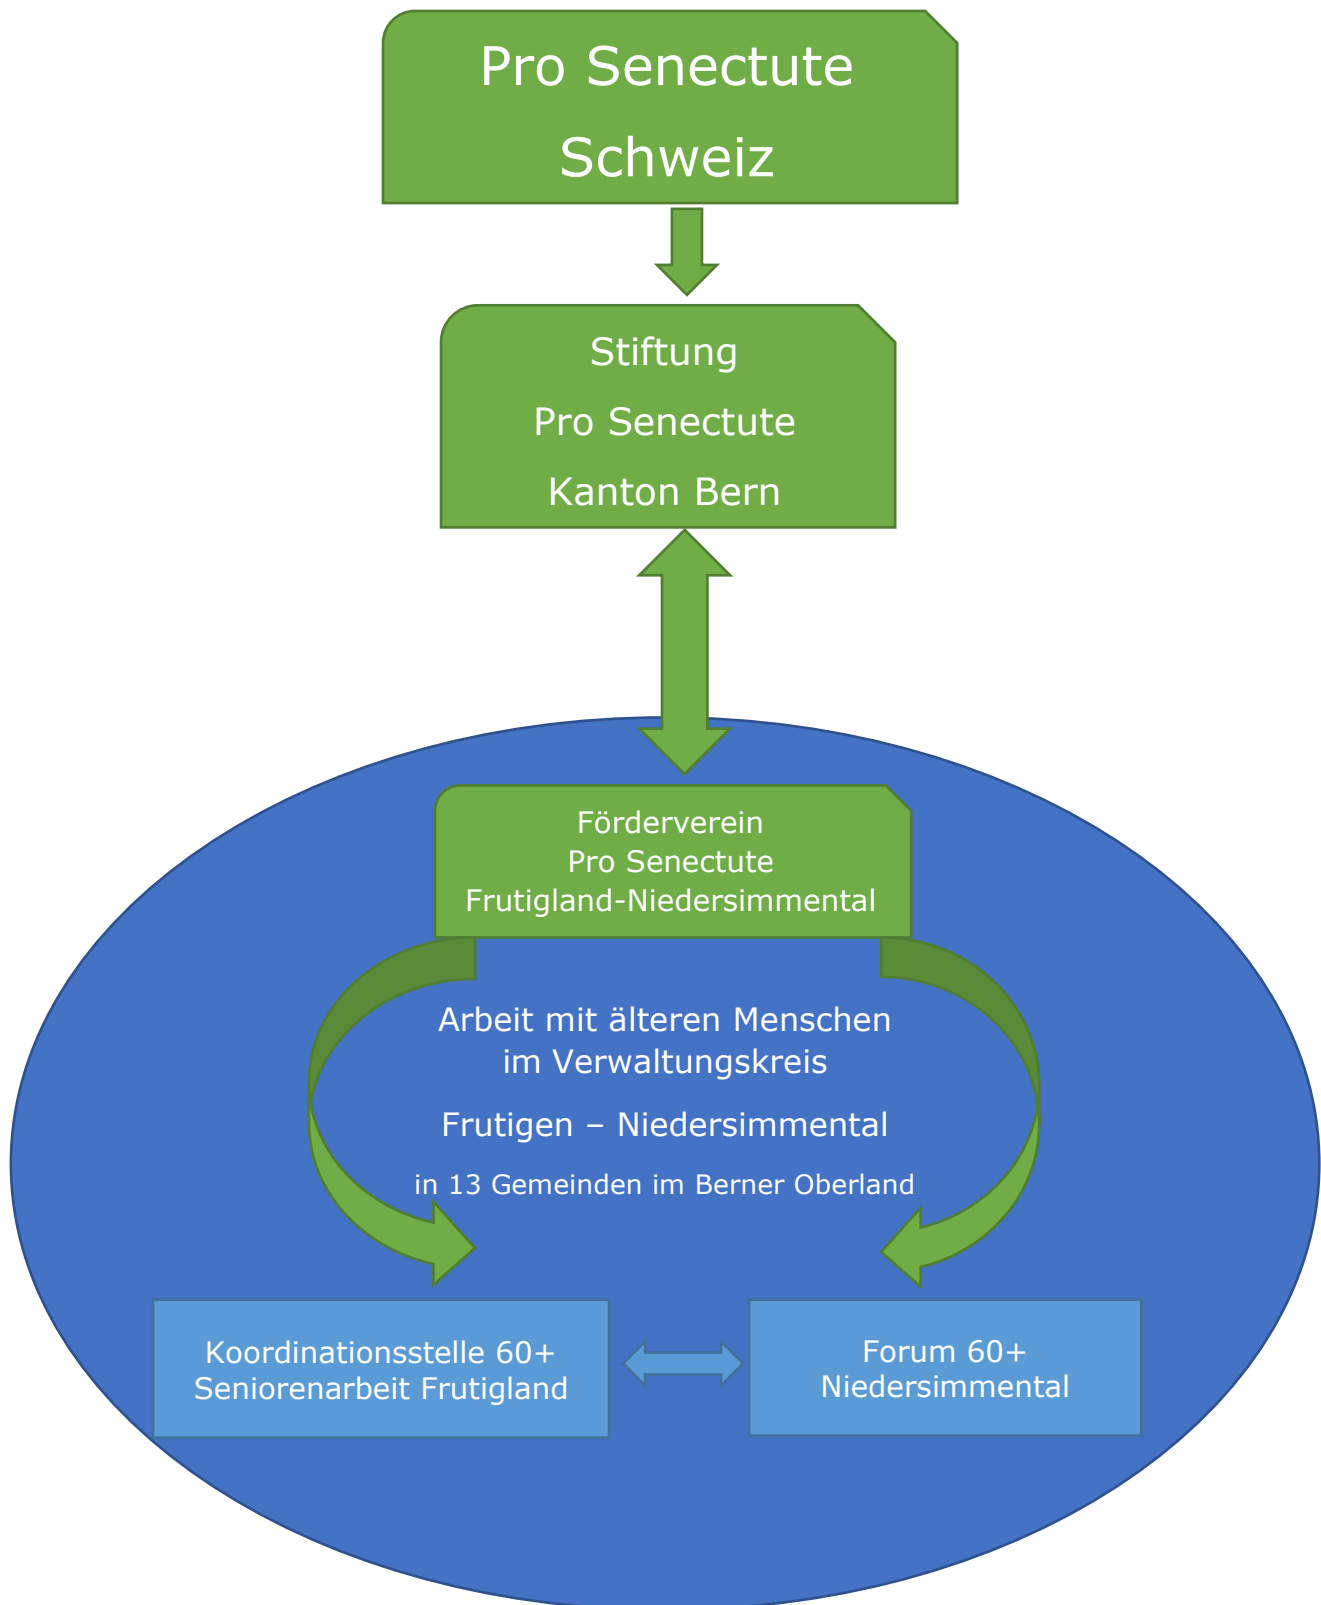 Pro Senectute
Schweiz
Stiftung
Pro Senectute
Kanton Bern
Förderverein
Pro Senectute
Frutigland-Niedersimmental
Arbeit mit älteren Menschen
im Verwaltungskreis
Frutigen – Niedersimmental
in 13 Gemeinden im Berner Oberland
Koordinationsstelle 60+
Seniorenarbeit Frutigland
Forum 60+
Niedersimmental